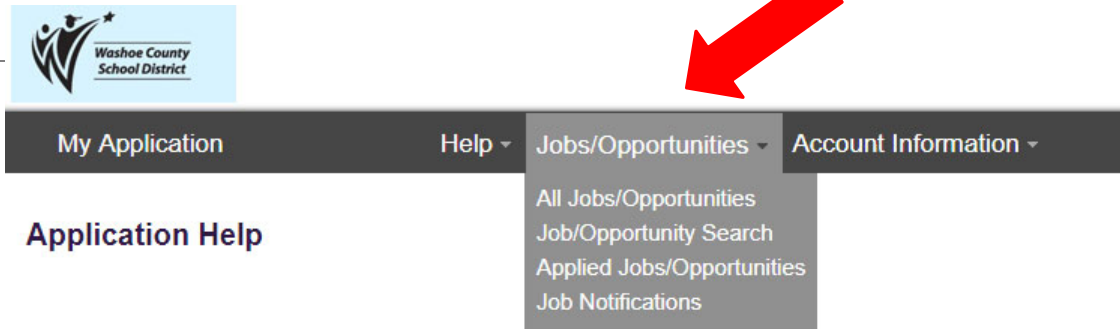 Washoe County
School District
My Application Help Jobs/Opportunities Account Information
All Jobs/Opportunities
Application Help
Job/Opportunity Search
Applied Jobs/Opportunities
Job Notifications